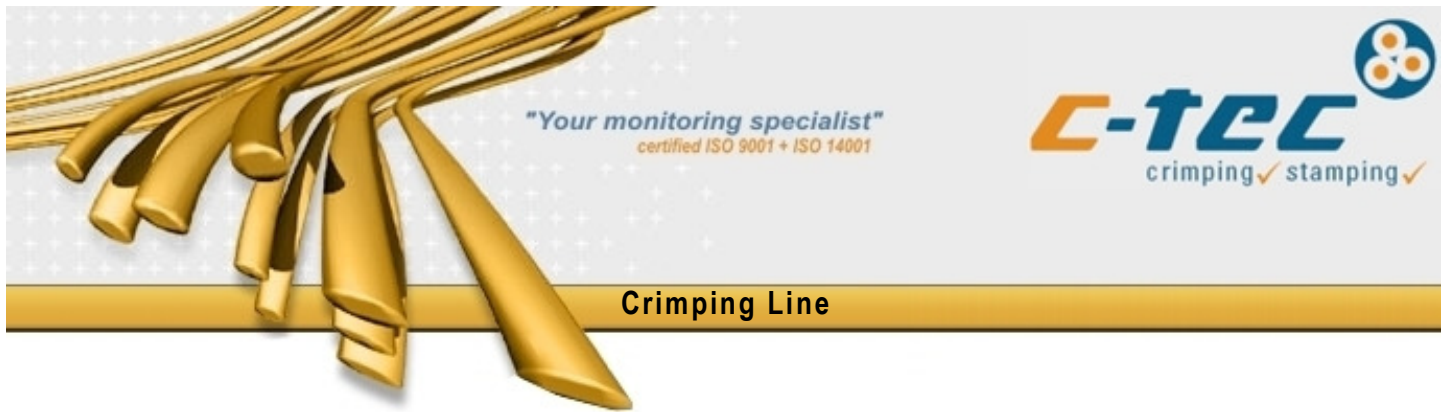 "Your monitoring specialist"
certified ISO 9001 + ISO 14001
c-tec
crimping✓ stamping✓
Crimping Line